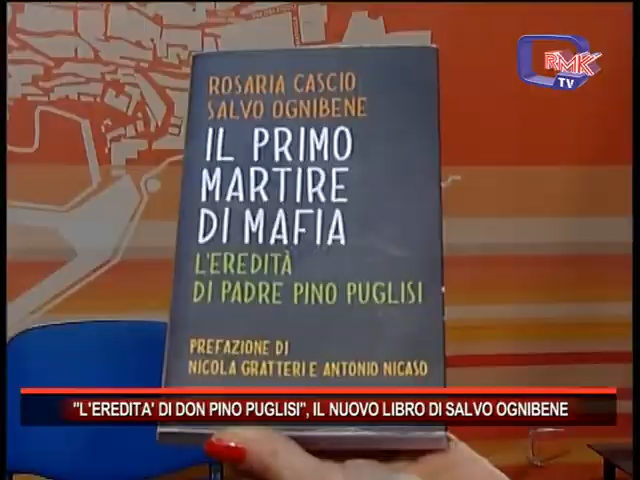 RMK
TV
ROSARIA CASCIO
SALVO OGNIBENE
IL PRIMO
MARTIRE
DI MAFIA
L'EREDITÀ
DI PADRE PINO PUGLISI
PREFAZIONE DI
NICOLA GRATTERI E ANTONIO NICASO
"L'EREDITA' DI DON PINO PUGLISI", IL NUOVO LIBRO DI SALVO OGNIBENE